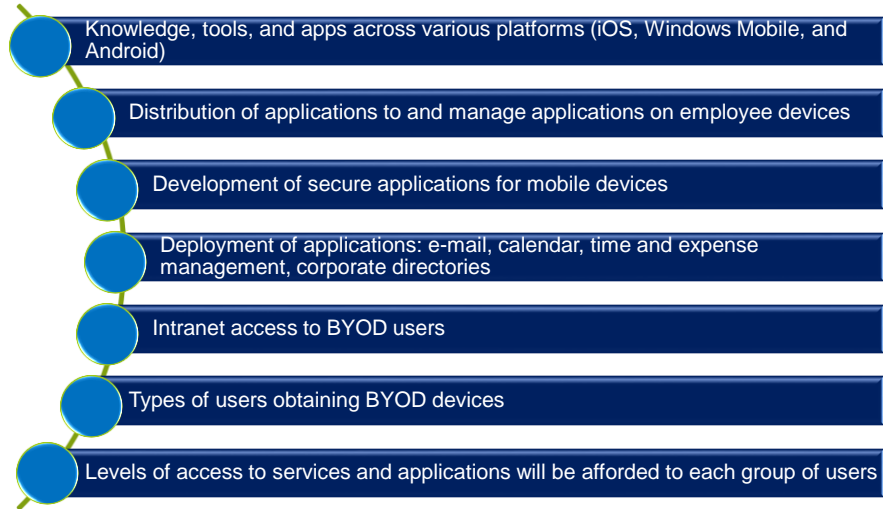 Knowledge, tools, and apps across various platforms (iOS, Windows Mobile, and
Android)
Distribution of applications to and manage applications on employee devices
Development of secure applications for mobile devices
Deployment of applications: e-mail, calendar, time and expense
management, corporate directories
Intranet access to BYOD users
Types of users obtaining BYOD devices
Levels of access to services and applications will be afforded to each group of users